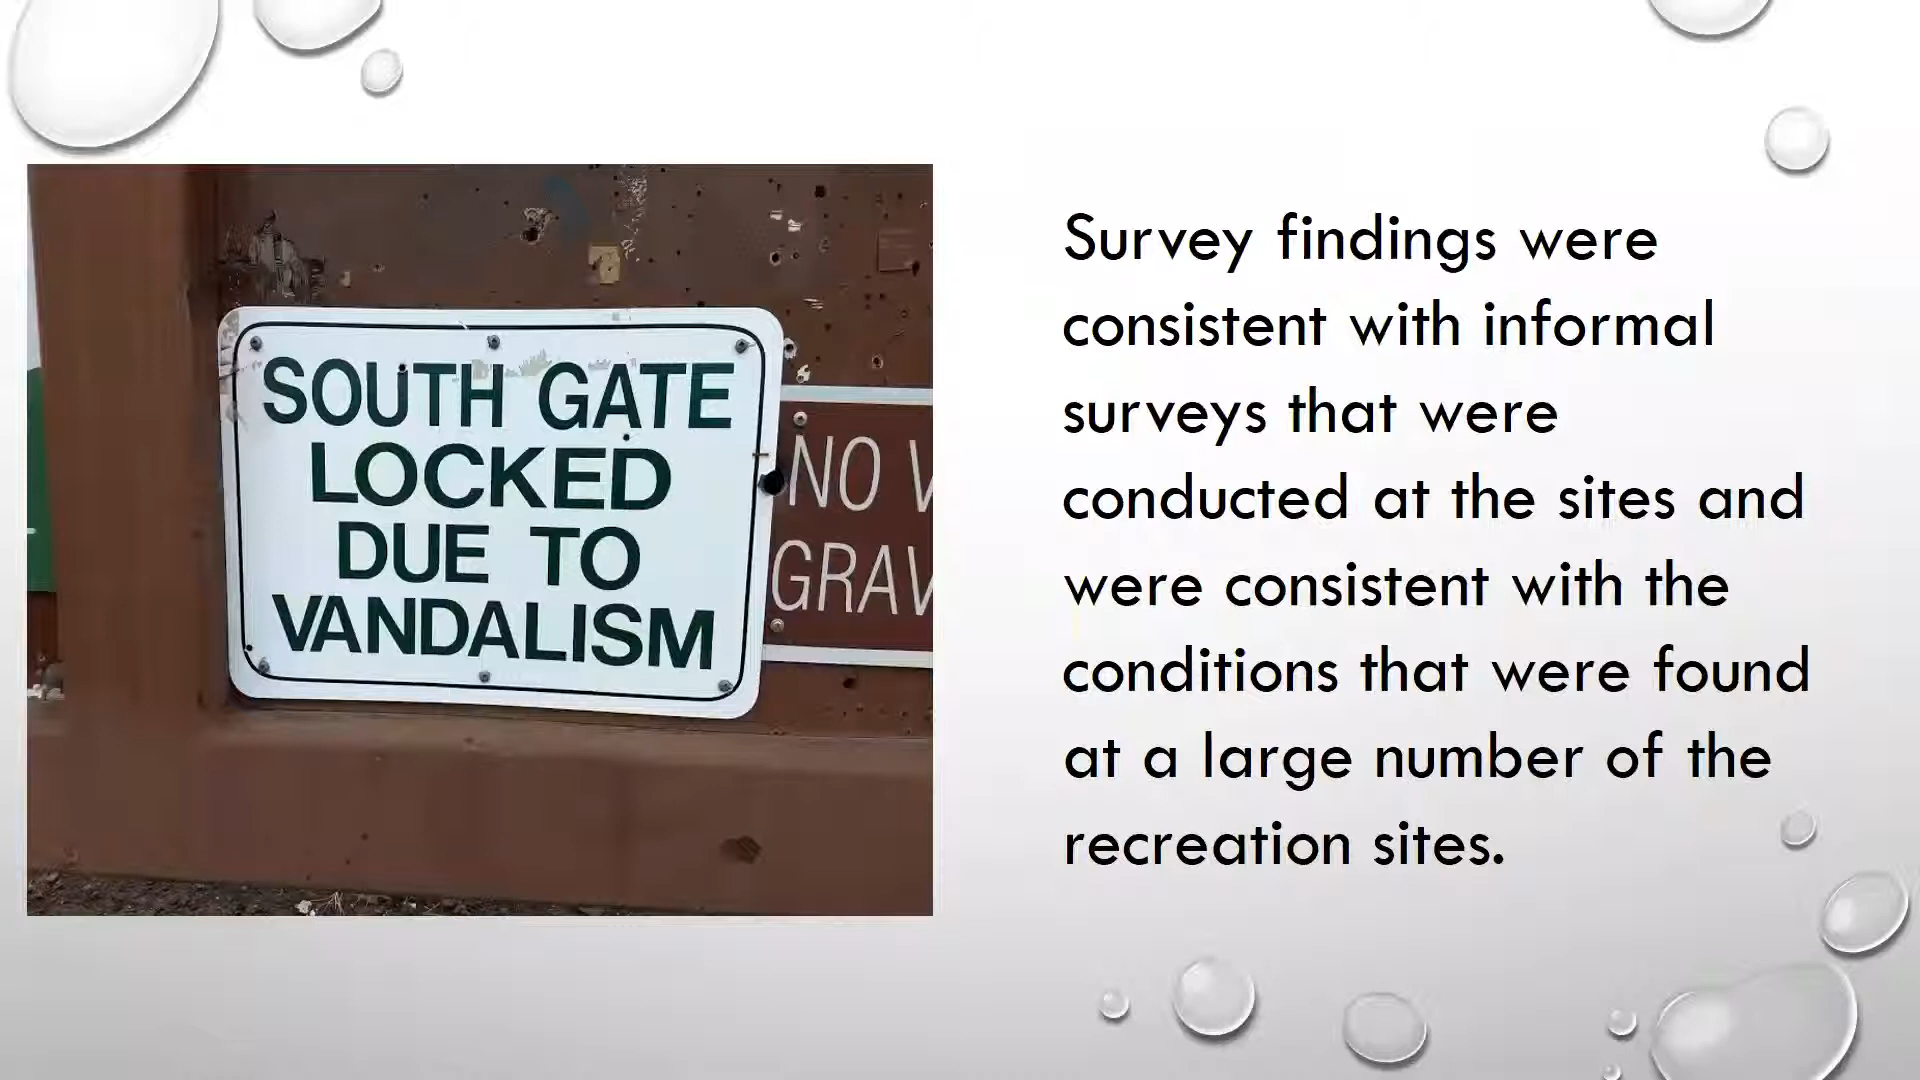 SOUTH GATE
LOCKED
DUE TO
VANDALISM
NO
Survey findings were
consistent with informal
surveys that were
conducted at the sites and
were consistent with the
conditions that were found
at a large number of the
recreation sites.